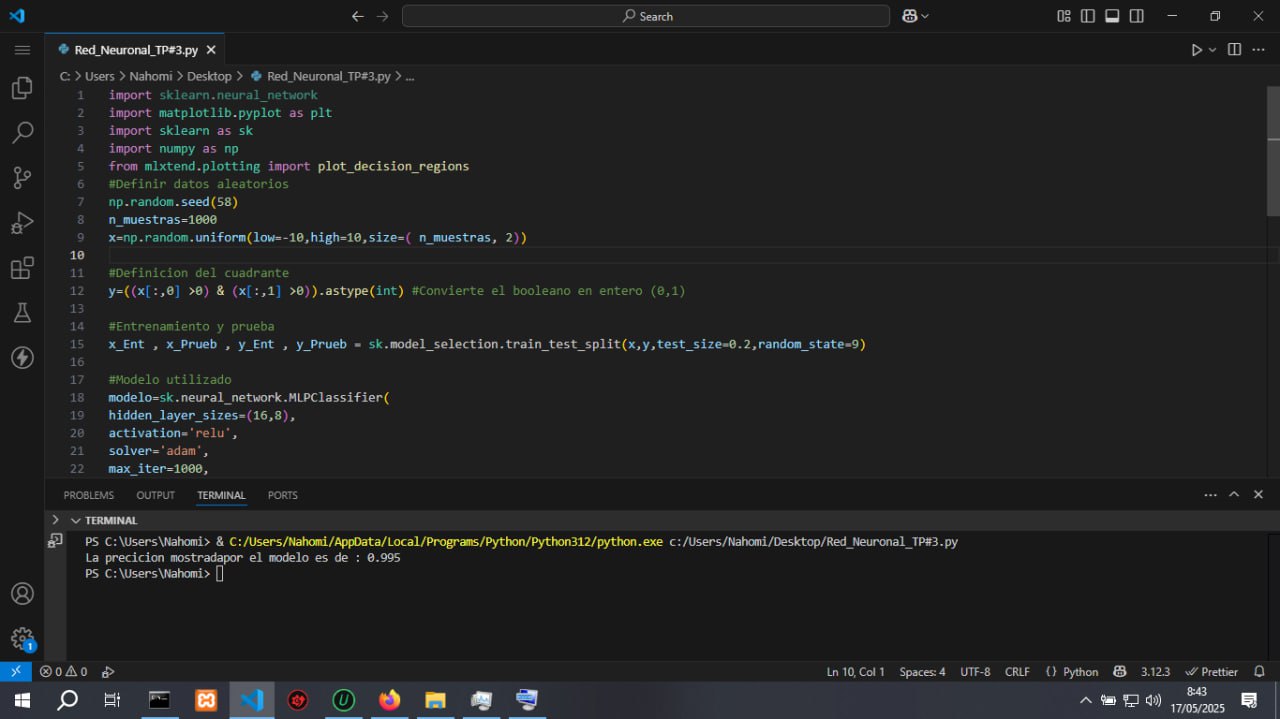 Search
Red_Neuronal_TP#3.py
C: > Users > Nahomi > Desktop > Red_Neuronal_TP#3.py > ...
1 import sklearn.neural_network
2 import matplotlib.pyplot as plt
3 import sklearn as sk
4 import numpy as np
5 from mlxtend.plotting import plot_decision_regions
6 #Definir datos aleatorios
7 np.random.seed(58)
8 n_muestras=1000
9 x=np.random.uniform(low=-10,high=10,size=( n_muestras, 2))
10
11 #Definicion del cuadrante
12 y=((x[:,0] >0) & (x[:,1] >0)).astype(int) #Convierte el booleano en entero (0,1)
13
14 #Entrenamiento y prueba
15 x_Ent , x_Prueb , y_Ent , y_Prueb = sk.model_selection.train_test_split(x,y,test_size=0.2,random_state=9)
16
17 #Modelo utilizado
18 modelo=sk.neural_network.MLPClassifier(
19 hidden_layer_sizes=(16,8),
20 activation='relu',
21 solver='adam',
22 max_iter=1000,
PROBLEMS OUTPUT TERMINAL PORTS
TERMINAL
PS C:\Users\Nahomi> & C:/Users/Nahomi/AppData/Local/Programs/Python/Python312/python.exe c:/Users/Nahomi/Desktop/Red_Neuronal_TP#3.py
La precicion mostradapor el modelo es de : 0.995
PS C:\Users\Nahomi>
1
0 0 Ln 10, Col 1 Spaces: 4 UTF-8 CRLF {} Python 3.12.3 Prettier
8:43
17/05/2025